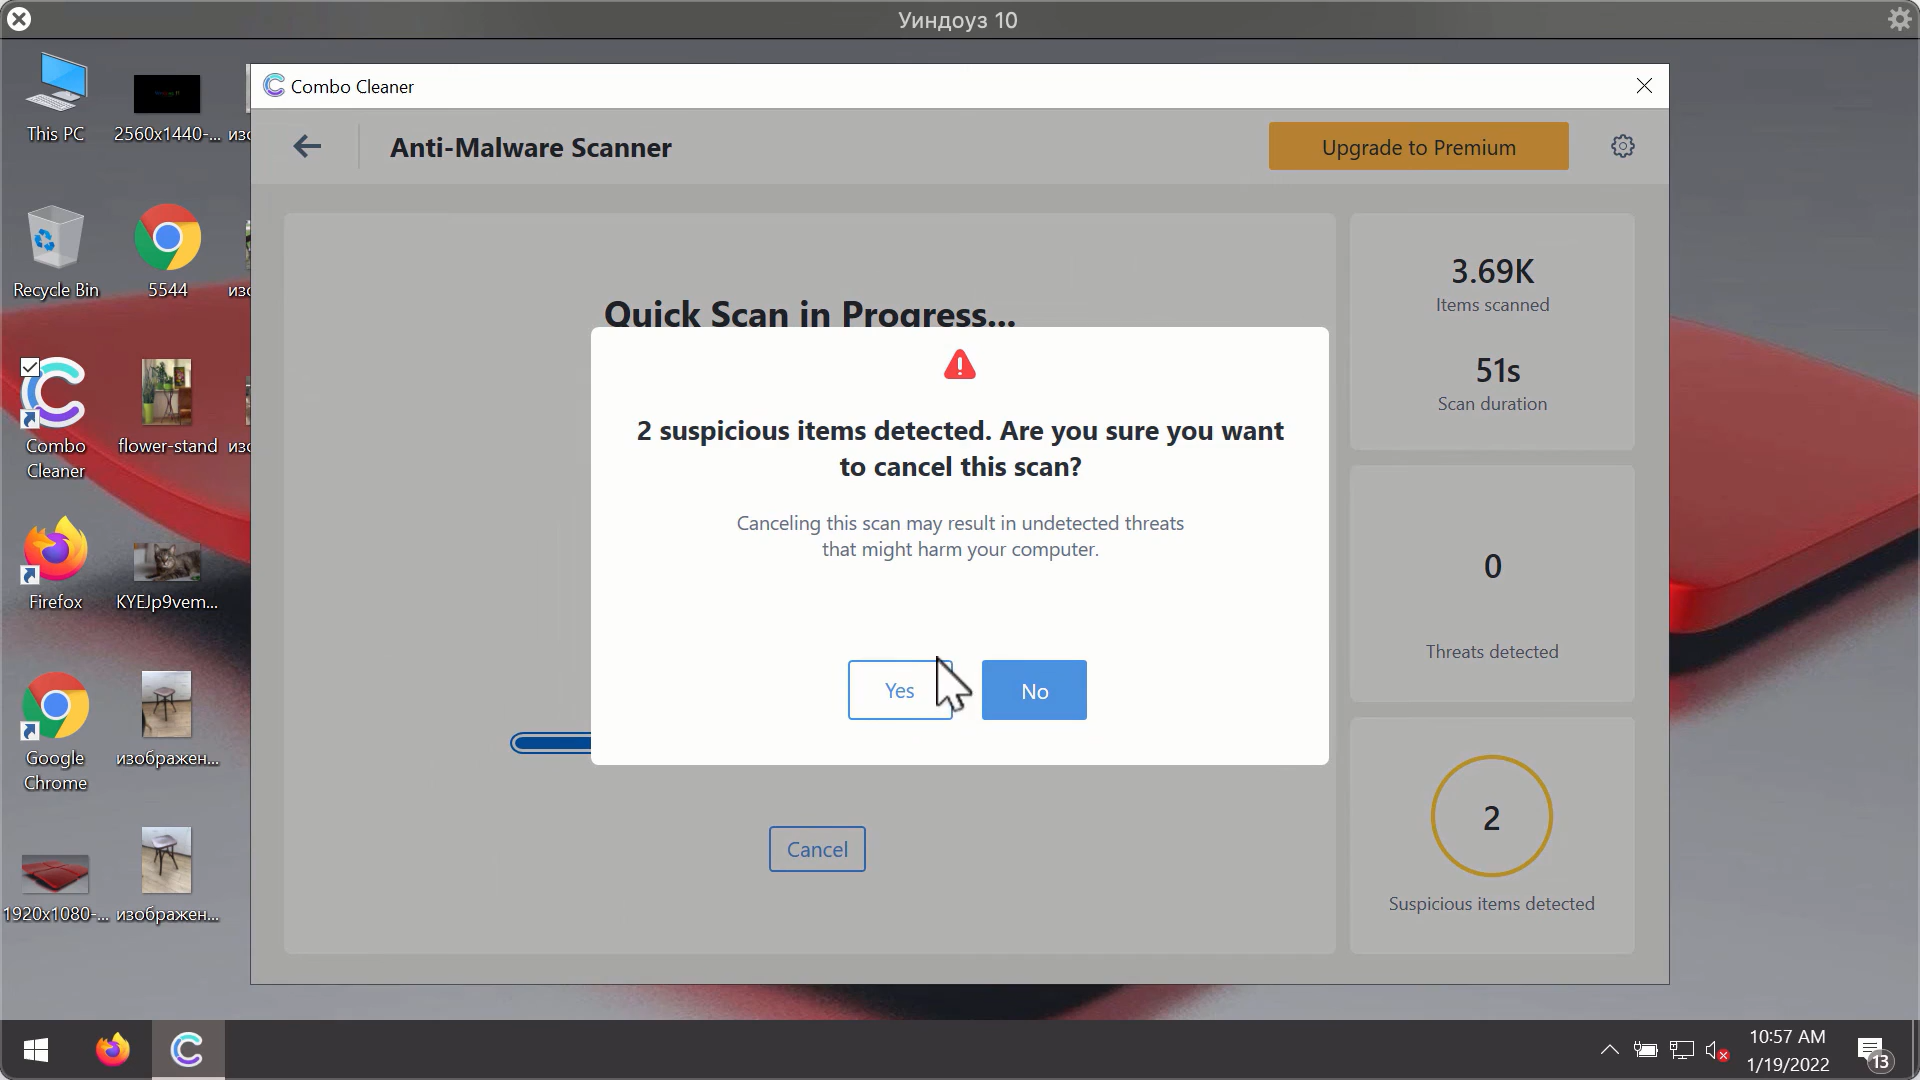 Уиндоуз 10
Combo Cleaner
Anti-Malware Scanner
Upgrade to Premium
Quick Scan in Progress...
2 suspicious items detected. Are you sure you want
to cancel this scan?
Canceling this scan may result in undetected threats
that might harm your computer.
Yes
No
Cancel
3.69K
Items scanned
51s
Scan duration
0
Threats detected
2
Suspicious items detected
This PC
2560x1440-...
изо
Recycle Bin
5544
изо
Combo
Cleaner
flower-stand
изо
Firefox
KYEJp9vem...
Google
Chrome
изображен...
1920x1080-...
изображен...
10:57 AM
1/19/2022
13